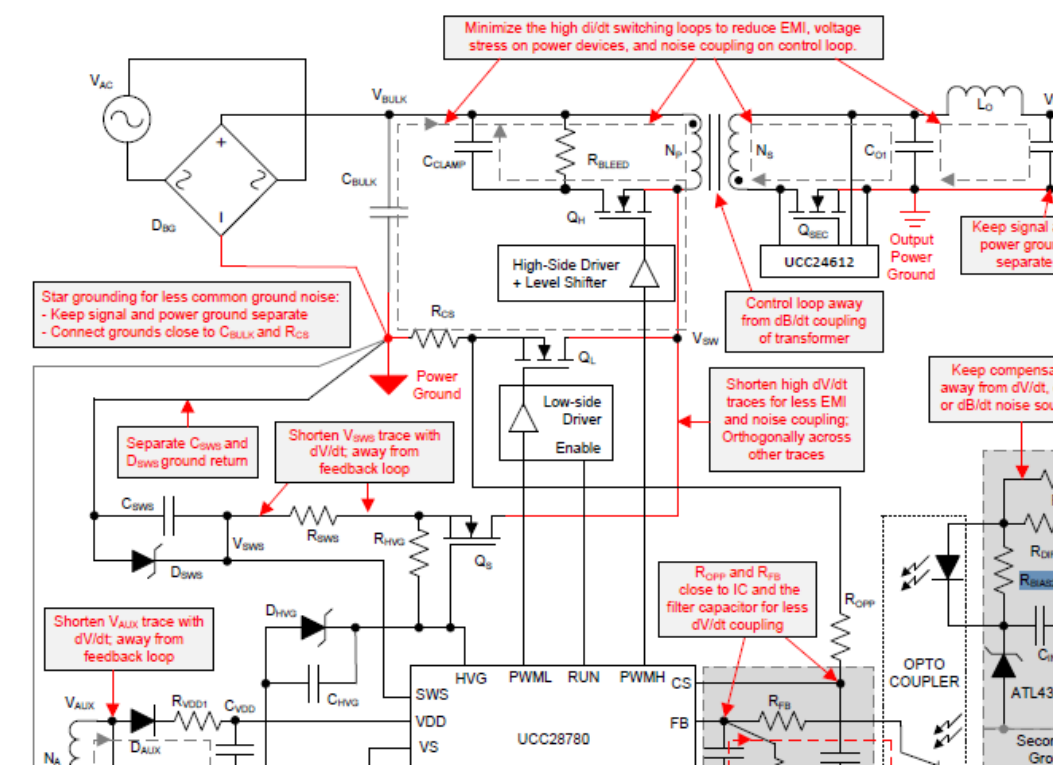 Minimize the high di/dt switching loops to reduce EMI, voltage
stress on power devices, and noise coupling on control loop.
VAC
VBULK
LO
CCLAMP
RBLEED
NP
NS
CO1
CBULK
QH
QSEC
DBG
UCC24612
Output
Power
Ground
Keep signal
power
separate
High-Side Driver
+ Level Shifter
Star grounding for less common ground noise:
- Keep signal and power ground separate
- Connect grounds close to CBULK and RCS
Control loop away
from dB/dt coupling
of transformer
RCS
VSW
QL
Power
Ground
Low-side
Driver
Enable
Shorten high dV/dt
traces for less EMI
and noise coupling;
Orthogonally across
other traces
Keep
away from dV/dt,
or dB/dt noise
Separate CSWS and
DSWS ground return
Shorten VSWS trace with
dV/dt; away from
feedback loop
CSWS
VSWS
RSWS
RHVG
QS
DSWS
ROPP and RFB
close to IC and the
filter capacitor for less
dV/dt coupling
ROPP
DHVG
CHVG
Shorten VAUX trace with
dV/dt; away from
feedback loop
OPTO
COUPLER
HVG
PWML
RUN
PWMH
CS
SWS
VDD
VS
FB
UCC28780
RFB
VAUX
RVDD1
CVDD
DAUX
NA